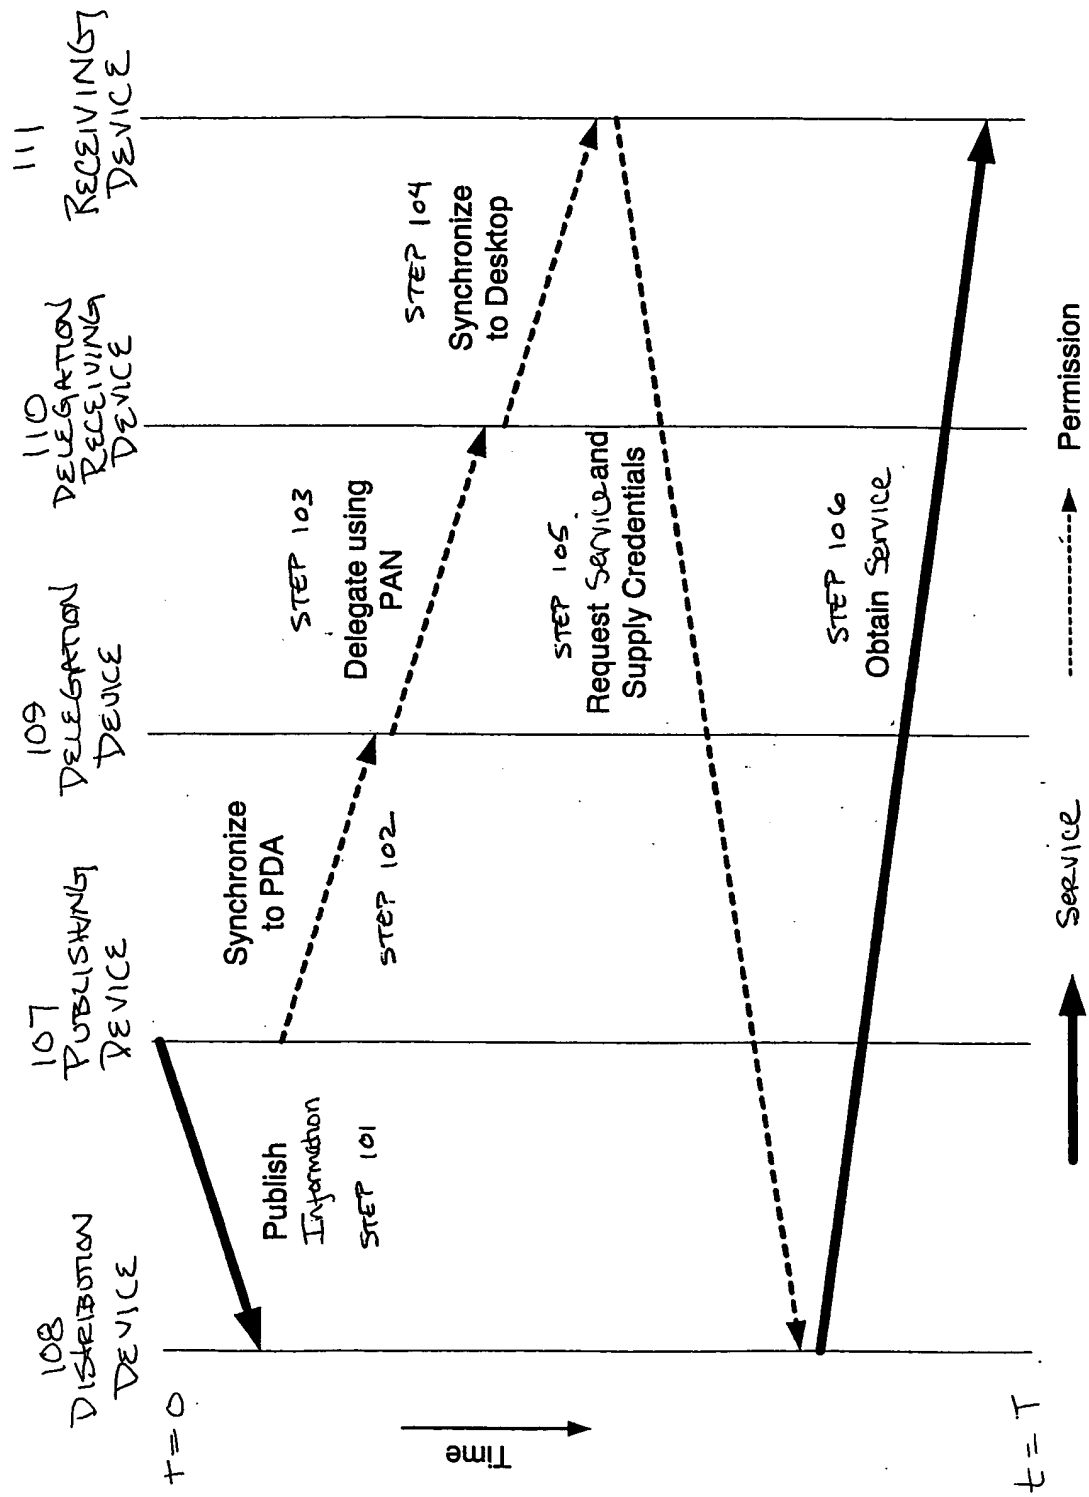 108
DISTRIBUTION
DEVICE
107
PUBLISHING
DEVICE
109
DELEGATION
DEVICE
110
DELEGATION
RECEIVING
DEVICE
111
RECEIVING
DEVICE
t=0
Time
t=T
Publish
Information
STEP 101
Synchronize
to PDA
STEP 102
STEP 103
Delegate using
PAN
STEP 104
Synchronize
to Desktop
STEP 105.
Request Service and
Supply Credentials
STEP 106
Obtain Service
Service
Permission